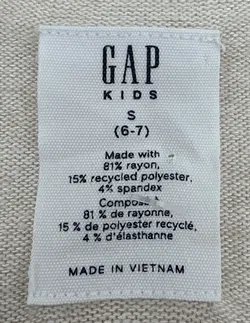 GAP
KIDS
S
(6-7)
Made with
81% rayon,
15% recycled polyester,
4% spandex
81 % de rayonne,
15 % de polyester recyclé,
4 % d'élasthanne
MADE IN VIETNAM